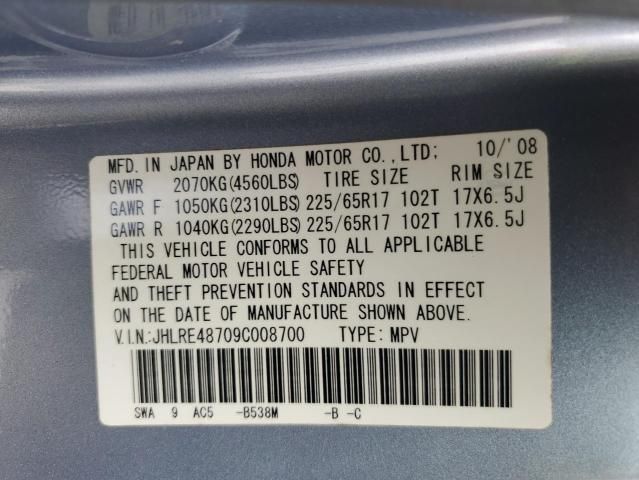 MFD. IN JAPAN BY HONDA MOTOR CO., LTD; 10/'08
GVWR 2070KG(4560LBS) TIRE SIZE RIM SIZE
GAWR F 1050KG(2310LBS) 225/65R17 102T 17X6.5J
GAWR R 1040KG(2290LBS) 225/65R17 102T 17X6.5J
THIS VEHICLE CONFORMS TO ALL APPLICABLE
FEDERAL MOTOR VEHICLE SAFETY
AND THEFT PREVENTION STANDARDS IN EFFECT
ON THE DATE OF MANUFACTURE SHOWN ABOVE.
V.I.N.:JHLRE48709C008700 TYPE: MPV
SWA 9 AC5 -B538M -B -C